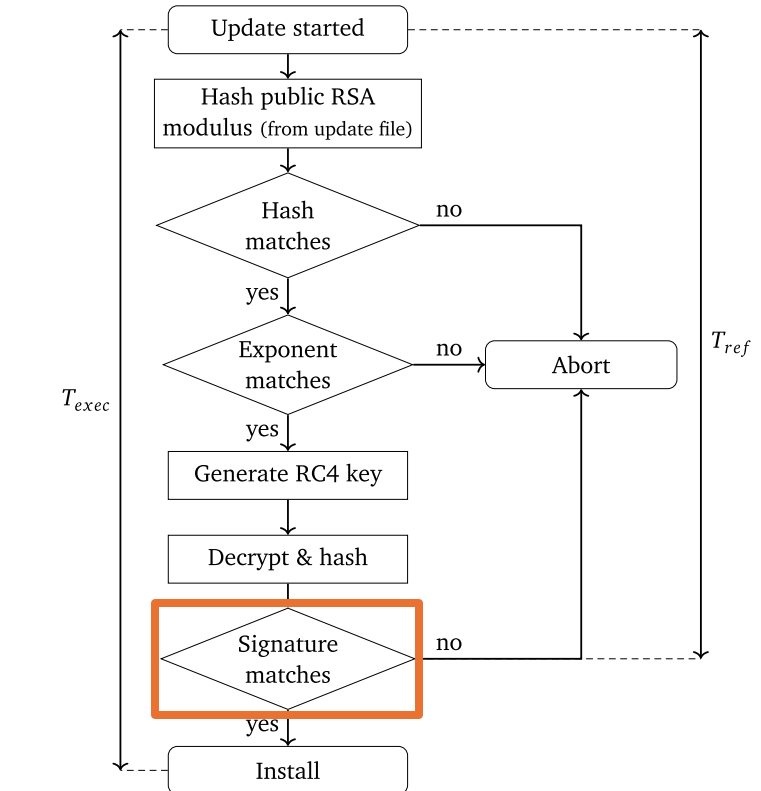 Update started
Hash public RSA
modulus (from update file)
Hash
matches
no
yes
Exponent
matches
no
Abort
T_ref
T_exec
yes
Generate RC4 key
Decrypt & hash
Signature
matches
no
yes
Install